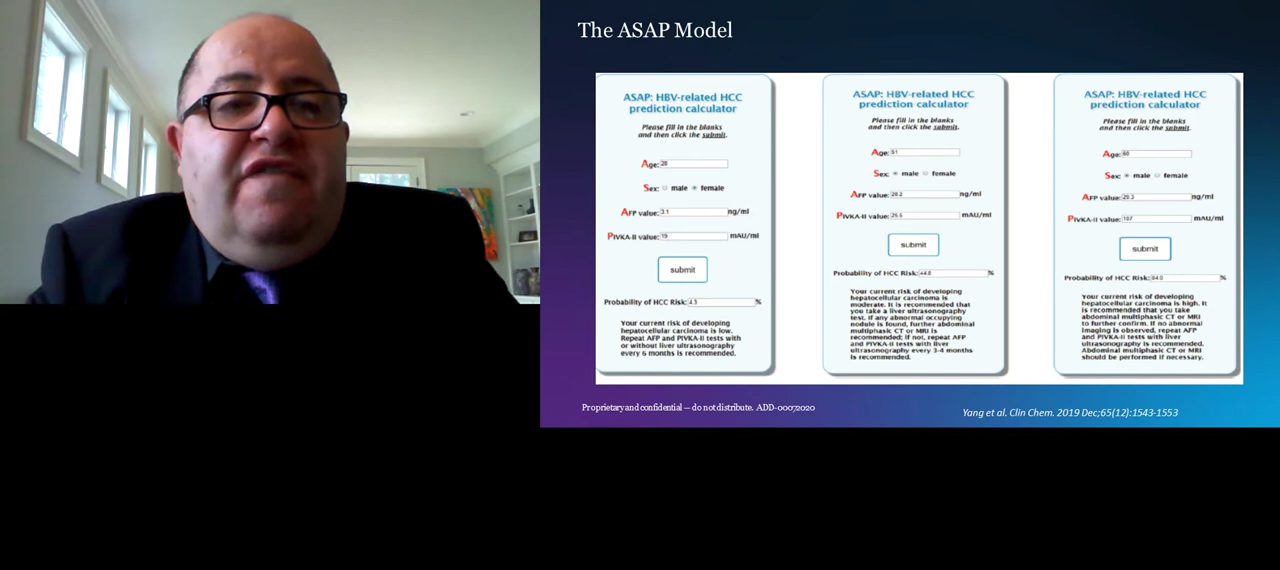 The ASAP Model
ASAP: HBV-related HCC
prediction calculator
Please fill in the blanks
and then click the submit.
Age: 28
Sex: male female
AFP value: 3.1 ng/ml
PIVKA-II value: 19 mAU/ml
submit
Probability of HCC Risk: 4.3 %
Your current risk of developing
hepatocellular carcinoma is low.
Repeat AFP and PIVKA-II tests with
or without liver ultrasonography
every 6 months is recommended.
ASAP: HBV-related HCC
prediction calculator
Please fill in the blanks
and then click the submit.
Age: 51
Sex: male female
AFP value: 20.2 ng/ml
PIVKA-II value: mAU/ml
submit
Probability of HCC Risk: 44.0 %
Your current risk of developing
hepatocellular carcinoma is
moderate. It is recommended that
you take a liver ultrasonography
test. If any abnormal occupying
nodule is found, further abdominal
multiphasic CT or MRI is
recommended; if not, repeat AFP
and PIVKA-II tests with liver
ultrasonography every 3-4 months
is recommended.
ASAP: HBV-related HCC
prediction calculator
Please fill in the blanks
and then click the submit.
Age: 60
Sex: male female
AFP value: 20.3 ng/ml
PIVKA-II value: 107 mAU/ml
submit
Probability of HCC Risk: 84.0 %
Your current risk of developing
hepatocellular carcinoma is high. It
is recommended that you take
abdominal multiphasic CT or MRI
to further confirm. If no abnormal
imaging is observed, repeat AFP
and PIVKA-II tests with liver
ultrasonography is recommended.
Abdominal multiphasic CT or MRI
should be performed if necessary.
Proprietary and confidential — do not distribute. ADD-00072020
Yang et al. Clin Chem. 2019 Dec;65(12):1543-1553